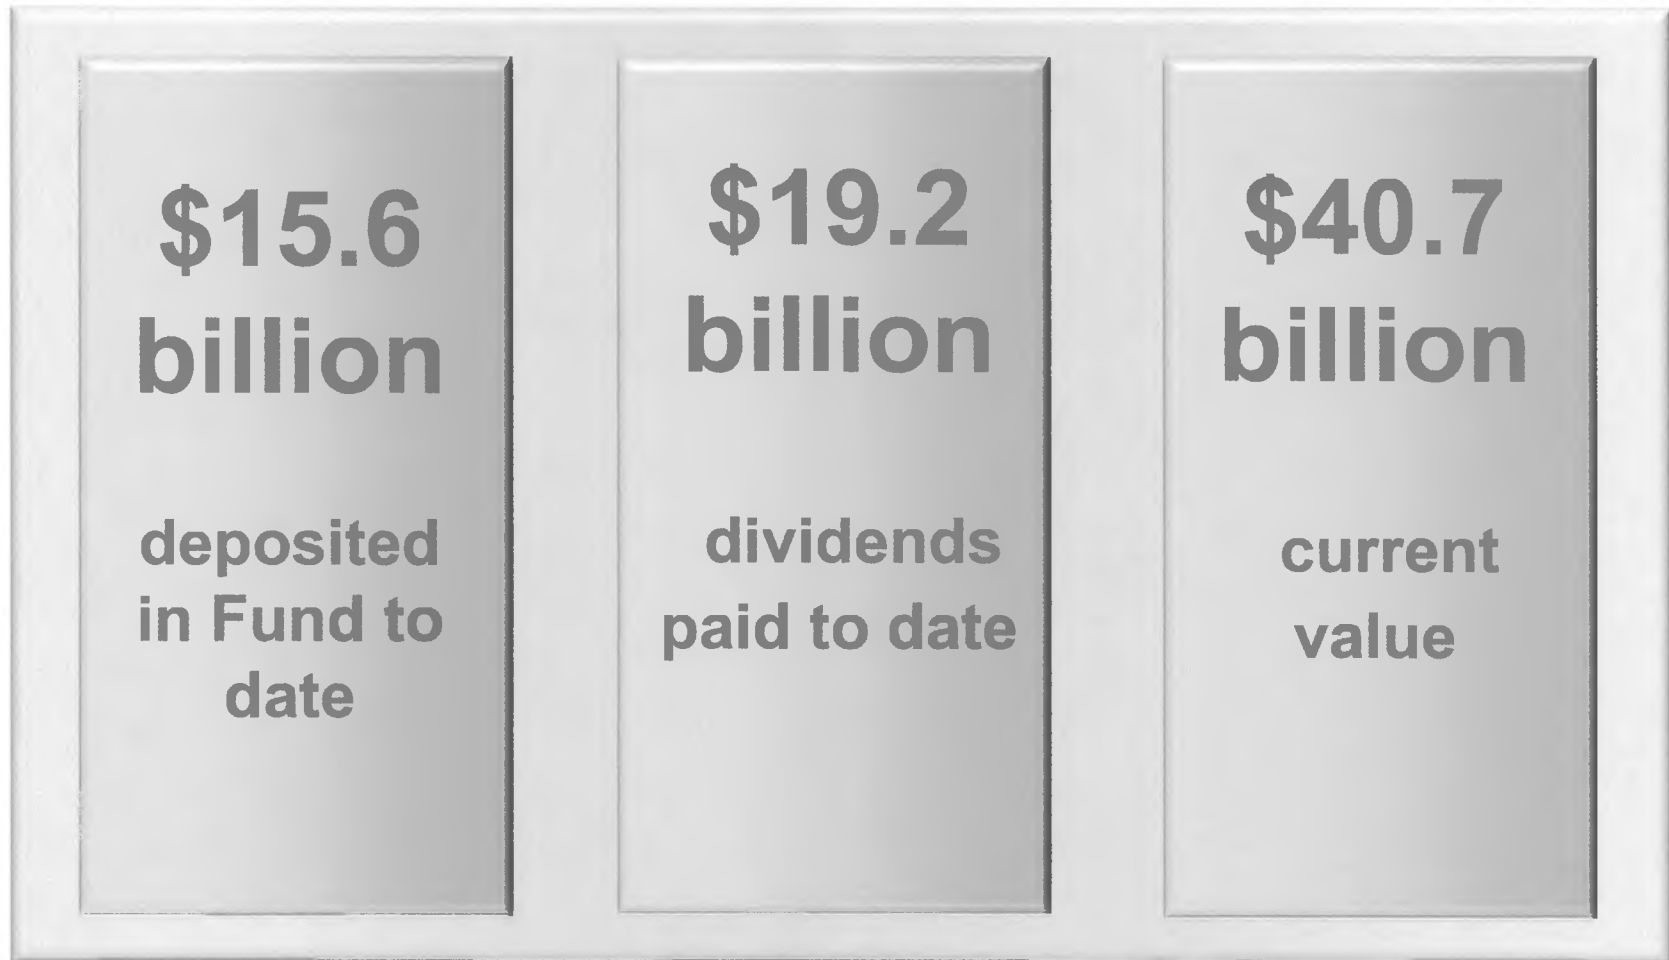 $15.6
billion
deposited
in Fund to
date
$19.2
billion
dividends
paid to date
$40.7
billion
current
value